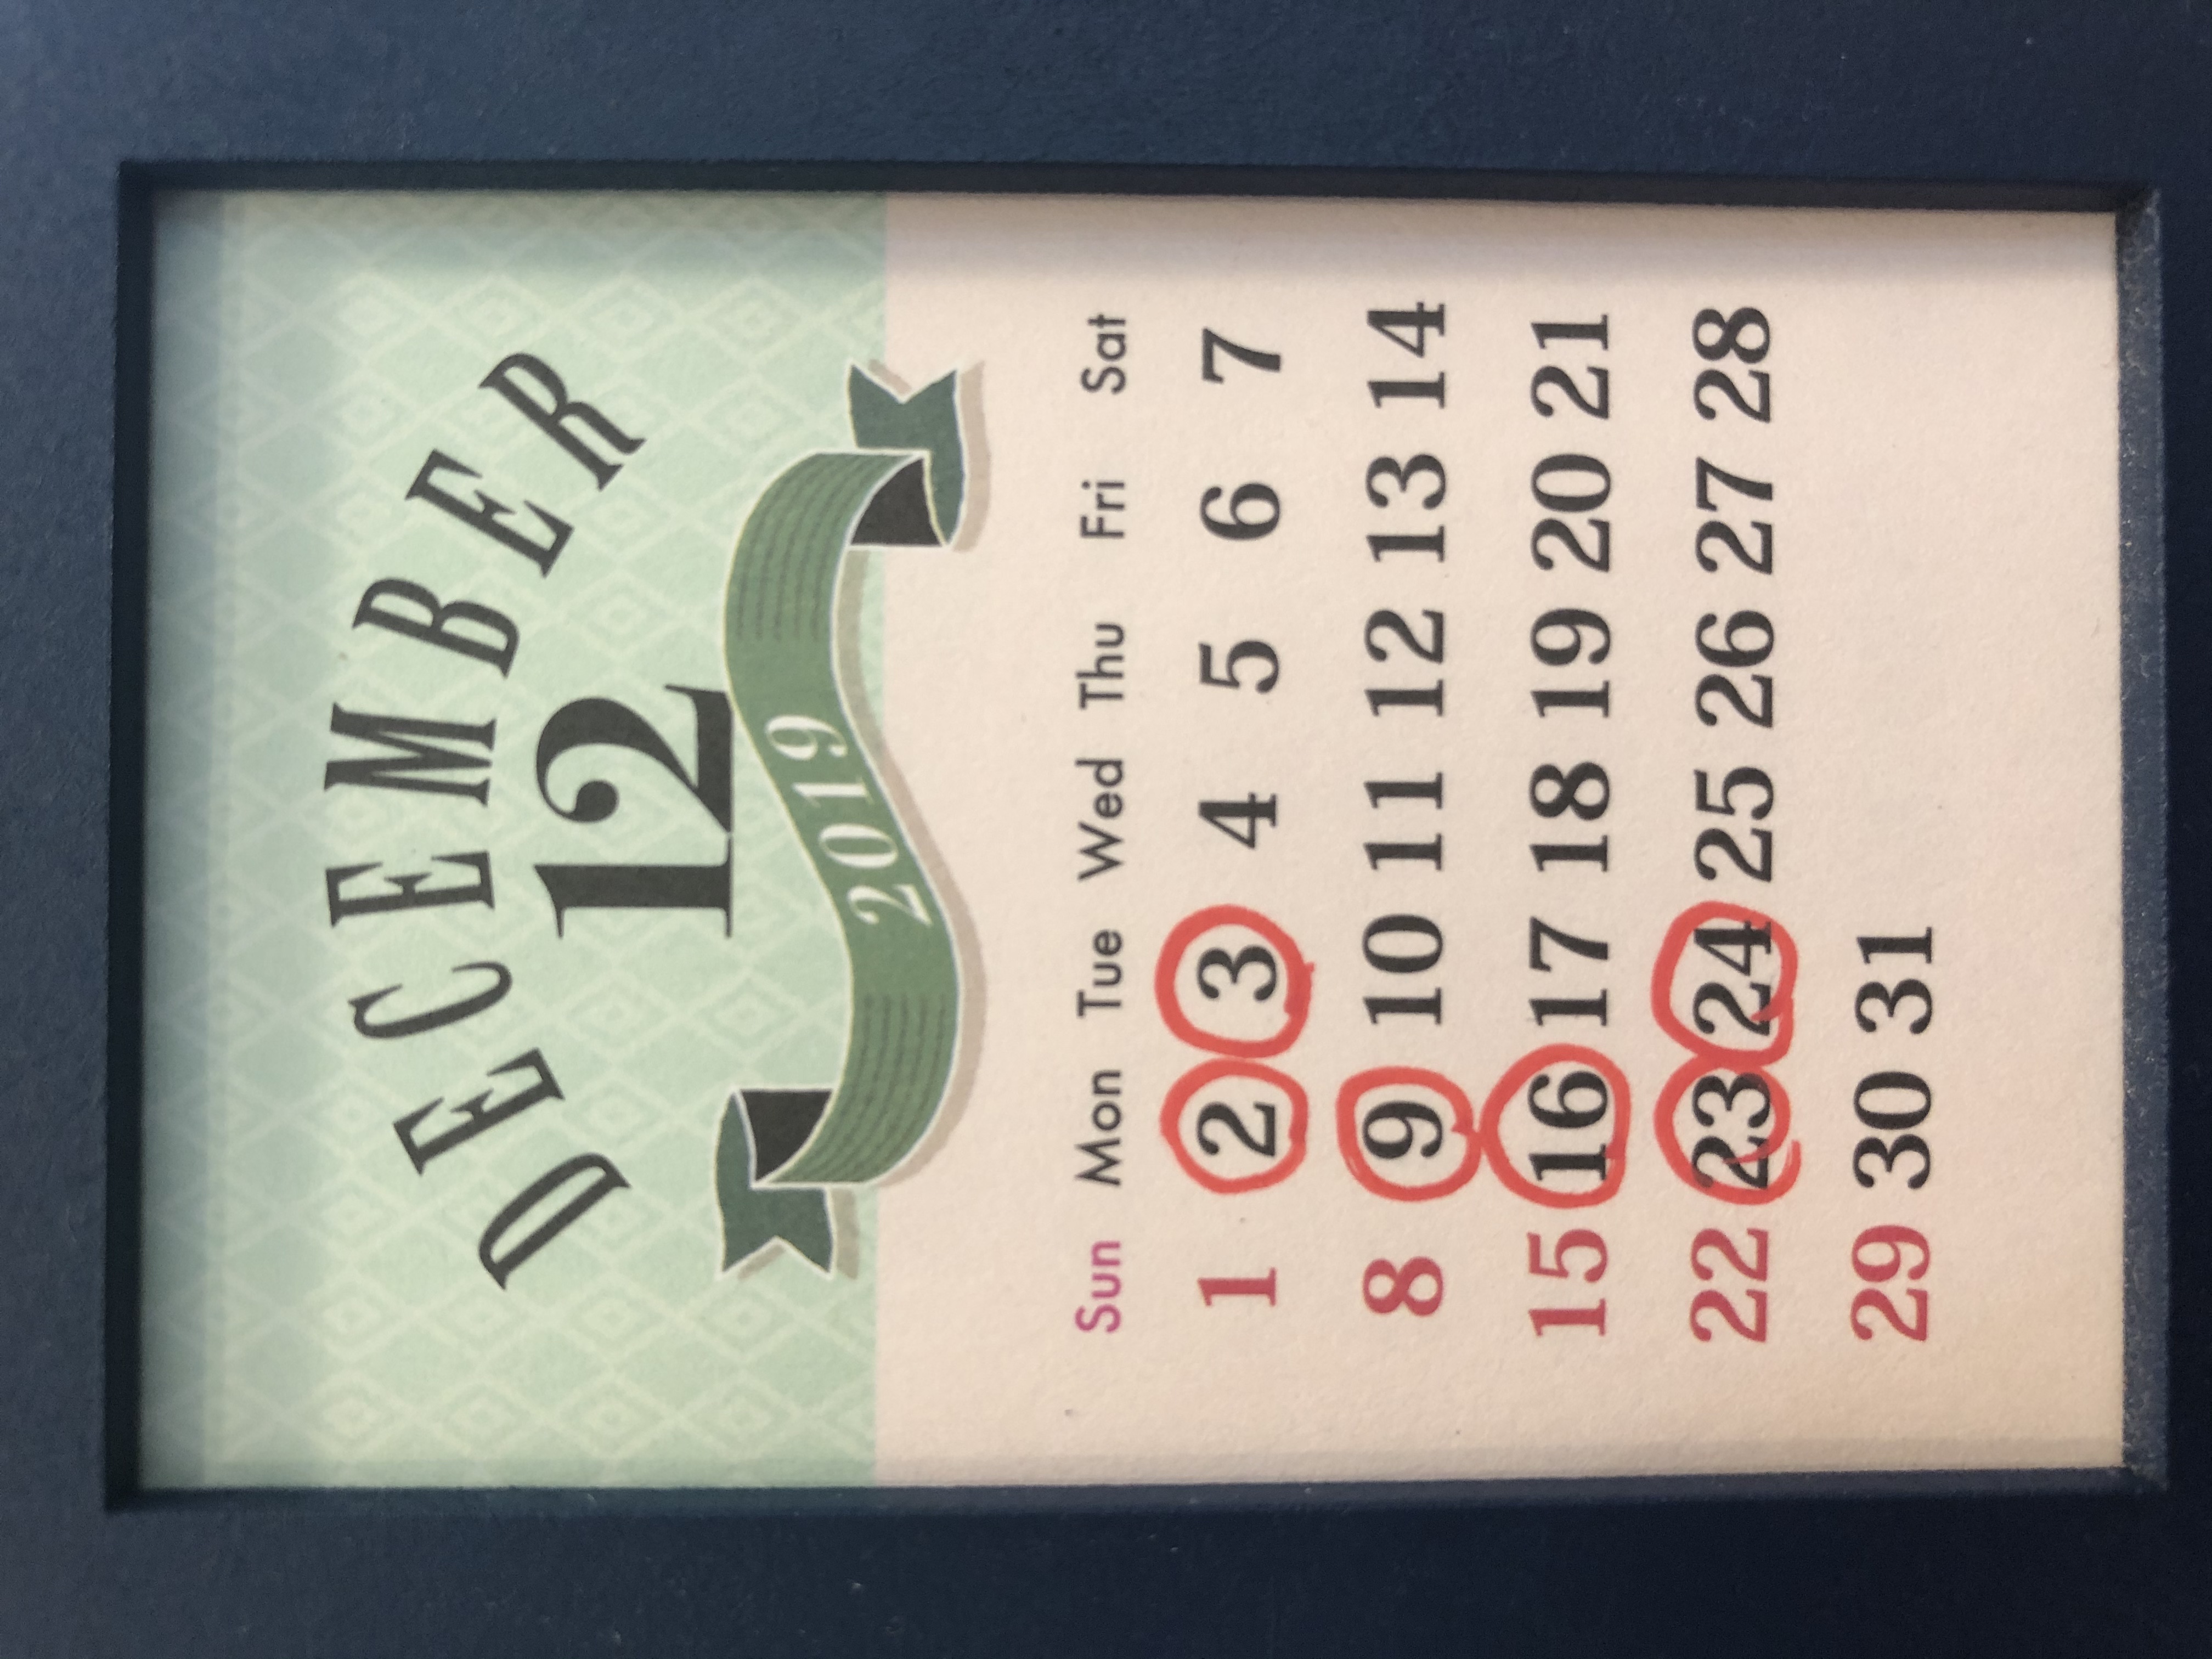 DECEMBER
12
2019
Sun Mon Tue Wed Thu Fri Sat
1 2 3 4 5 6 7
8 9 10 11 12 13 14
15 16 17 18 19 20 21
22 23 24 25 26 27 28
29 30 31